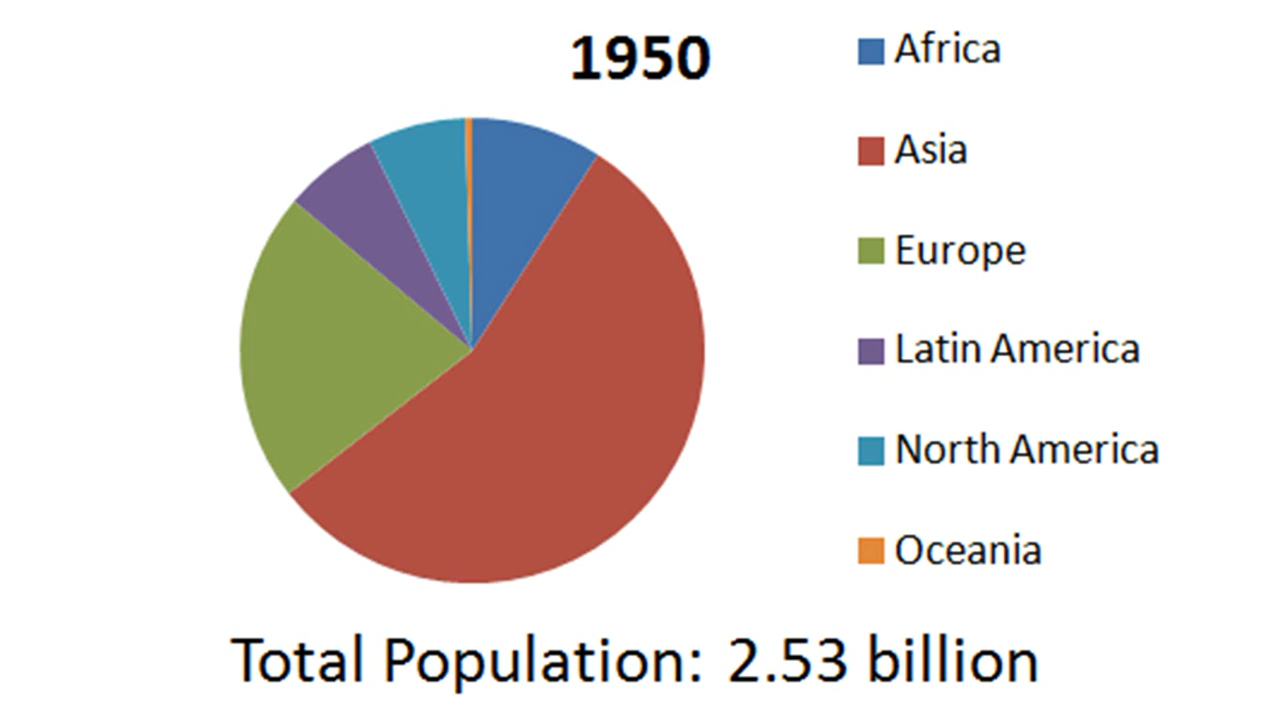 1950
Africa
Asia
Europe
Latin America
North America
Oceania
Total Population: 2.53 billion